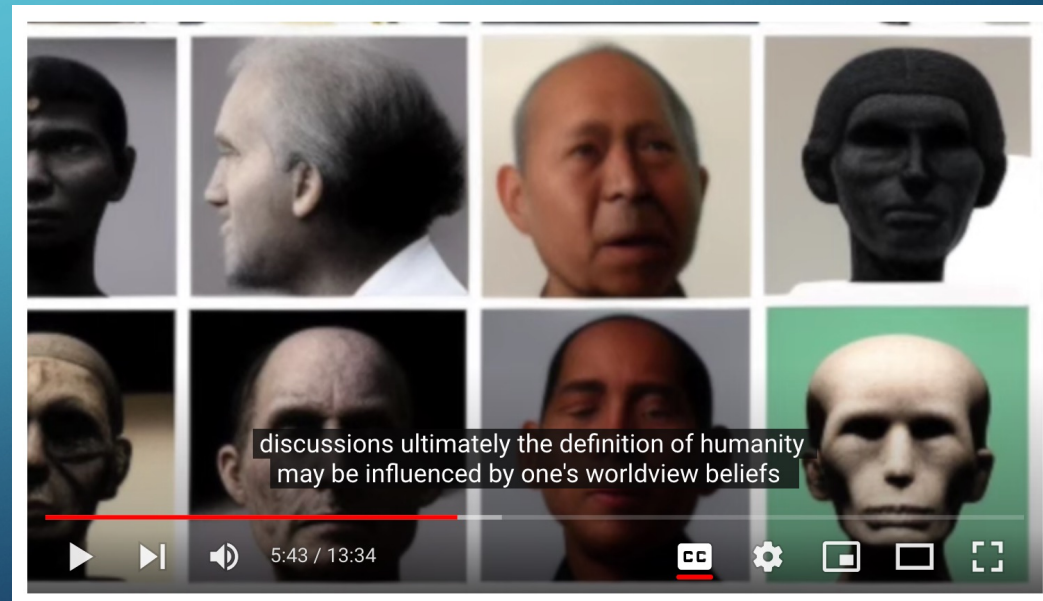 discussions ultimately the definition of humanity
may be influenced by one's worldview beliefs
5:43 / 13:34
CC